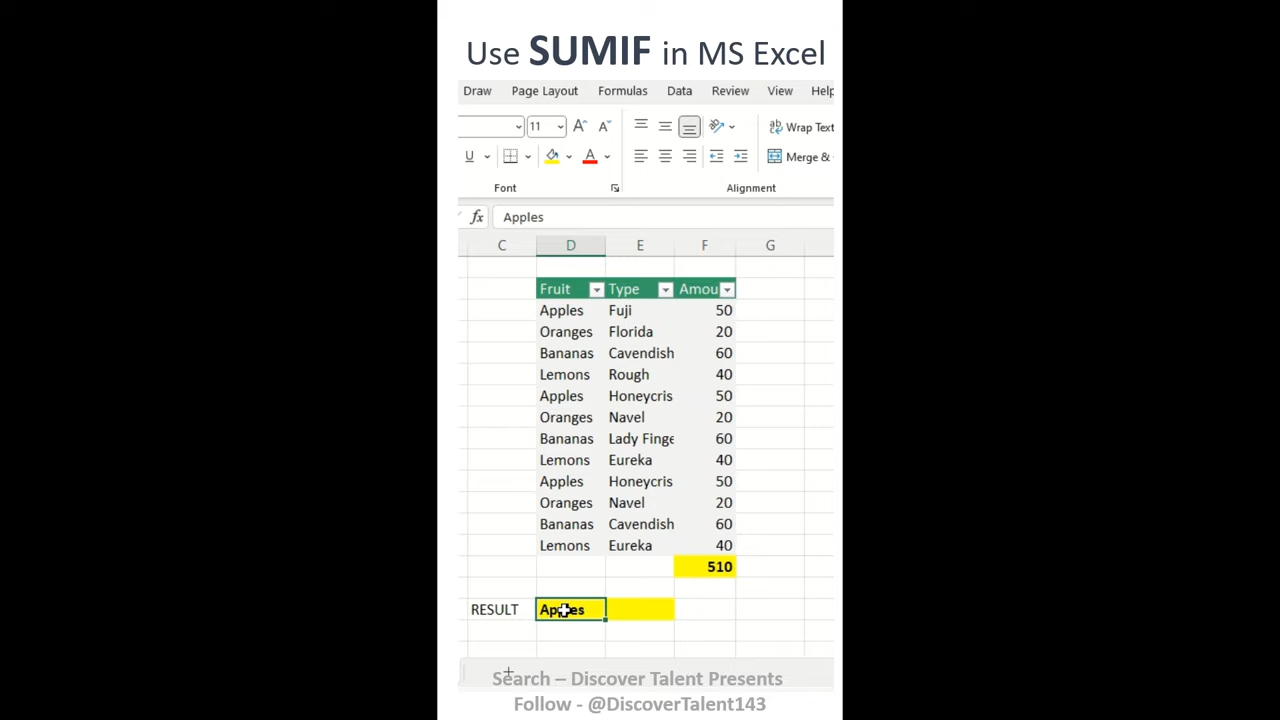 Use SUMIF in MS Excel
Draw Page Layout Formulas Data Review View Help
11 A A ab Wrap Text
U A Merge &
Font Alignment
fx Apples
C D E F G
Fruit Type Amou
Apples Fuji 50
Oranges Florida 20
Bananas Cavendish 60
Lemons Rough 40
Apples Honeycris 50
Oranges Navel 20
Bananas Lady Finge 60
Lemons Eureka 40
Apples Honeycris 50
Oranges Navel 20
Bananas Cavendish 60
Lemons Eureka 40
510
RESULT Apples
Search – Discover Talent Presents
Follow - @DiscoverTalent143